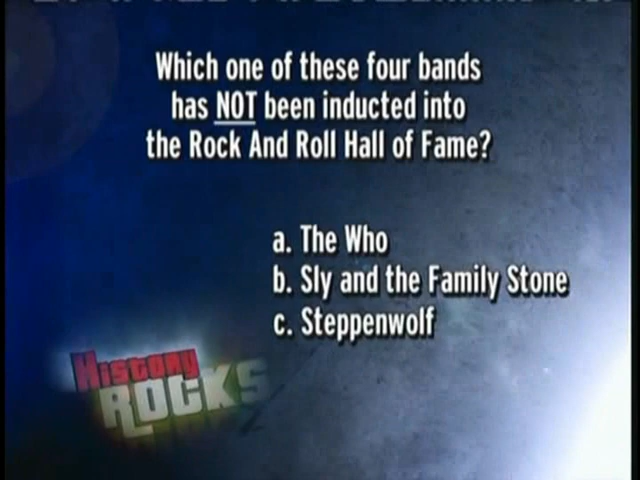 Which one of these four bands
has NOT been inducted into
the Rock And Roll Hall of Fame?
a. The Who
b. Sly and the Family Stone
c. Steppenwolf
History
ROCKS